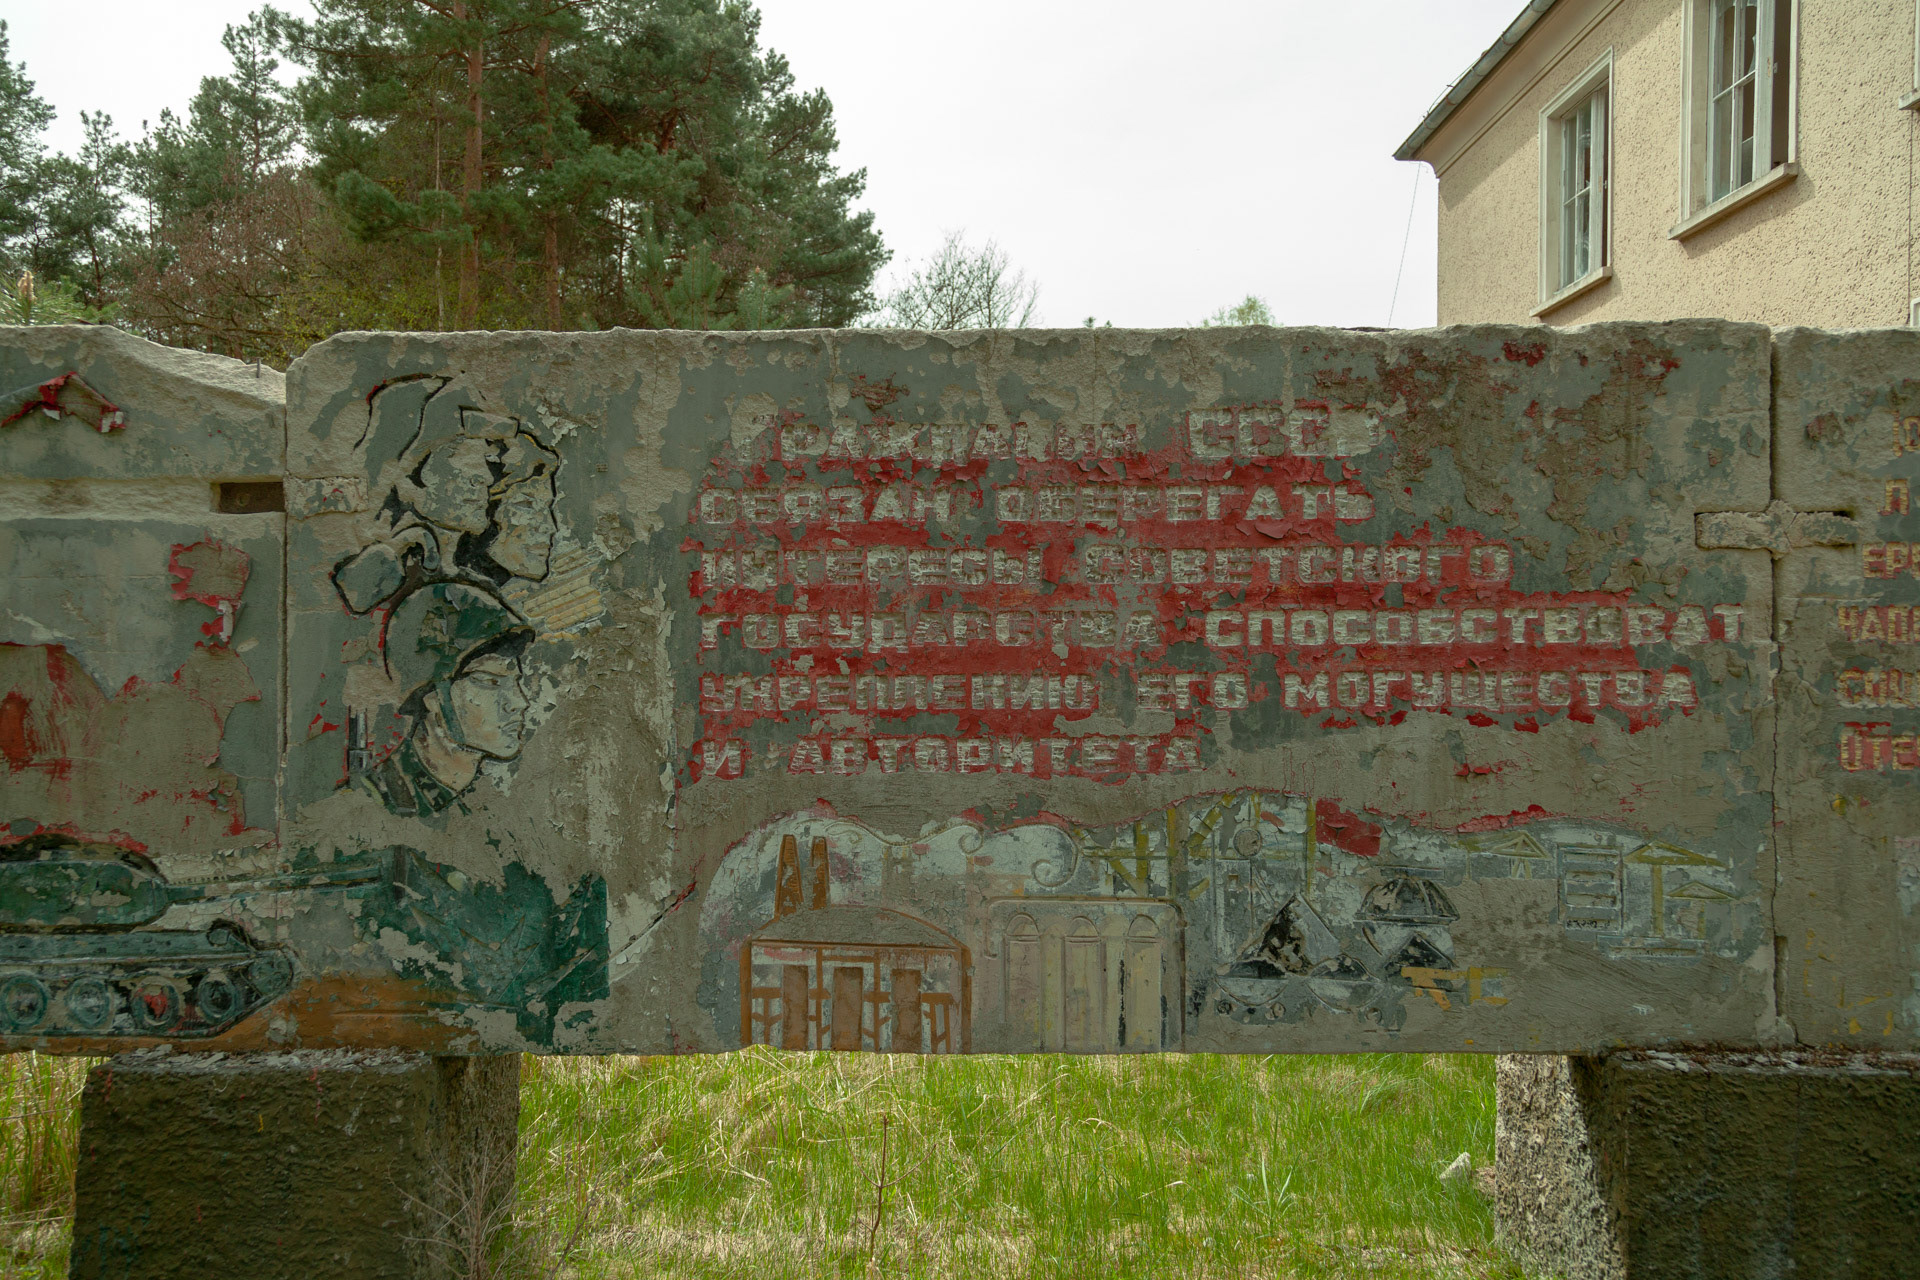 Гражданин СССР
обязан оберегать
интересы Советского
государства способствоват
укреплению его могущества
и авторитета